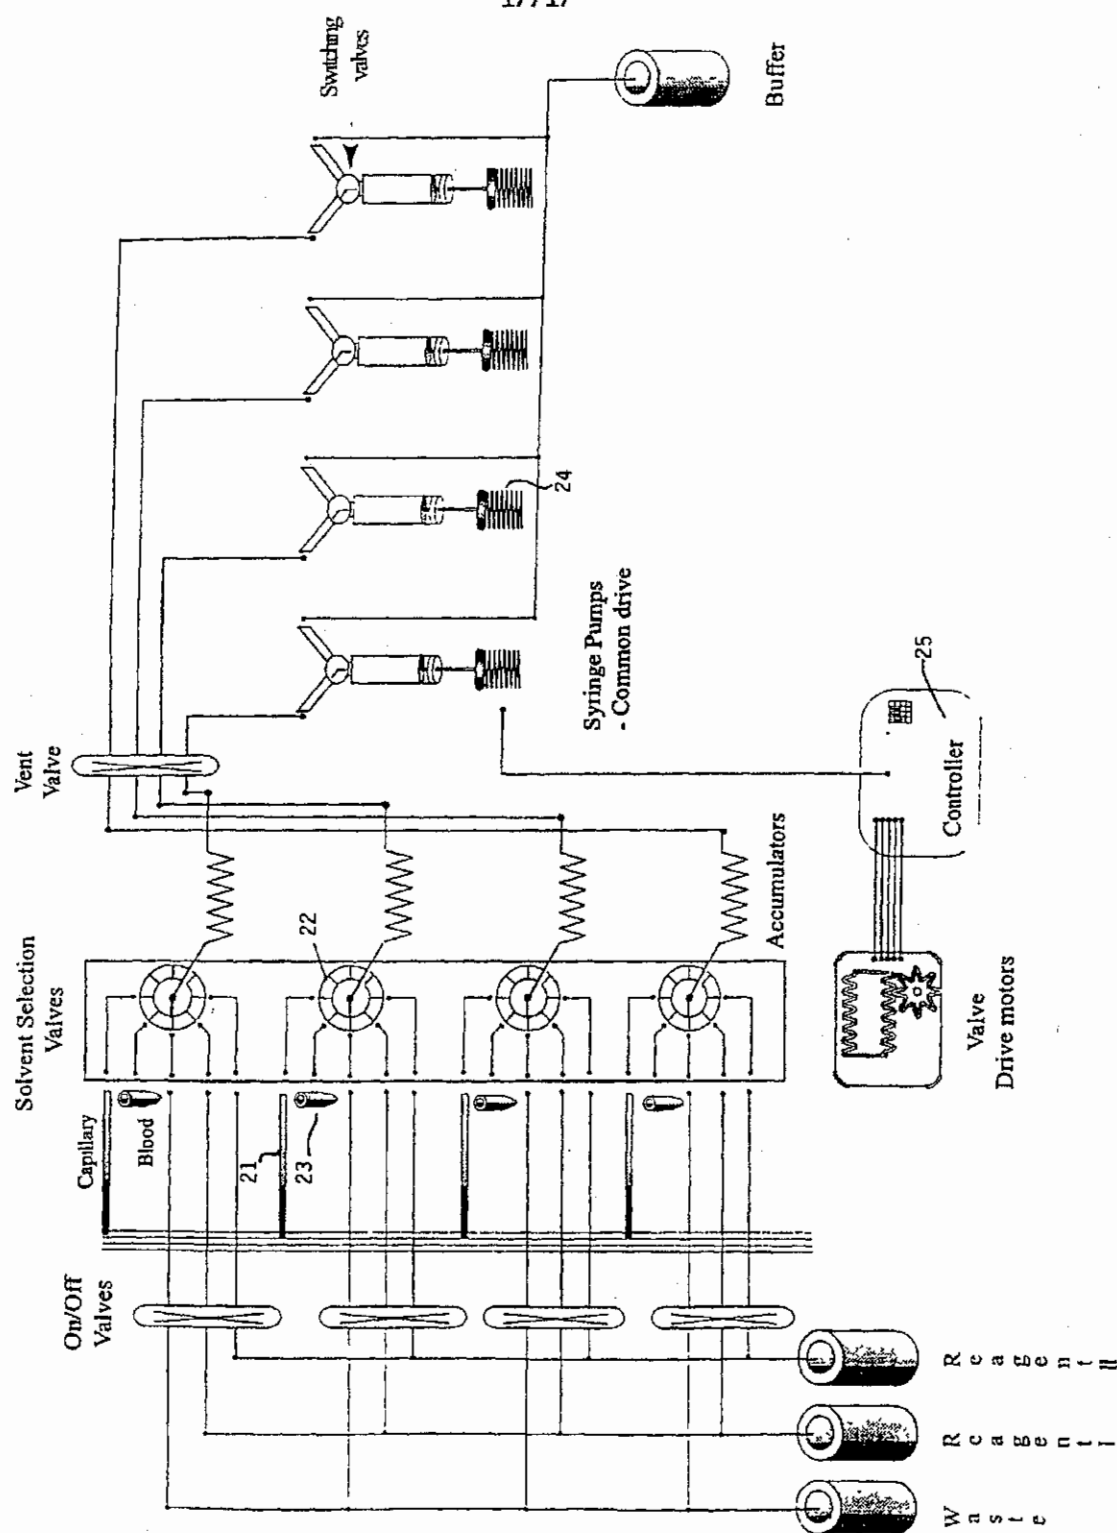 17/17
Switching
valves
Buffer
Vent
Valve
24
Syringe Pumps
- Common drive
25
Controller
Accumulators
Solvent Selection
Valves
22
Valve
Drive motors
Capillary
Blood
21
23
On/Off
Valves
Reagent II
Reagent I
Waste